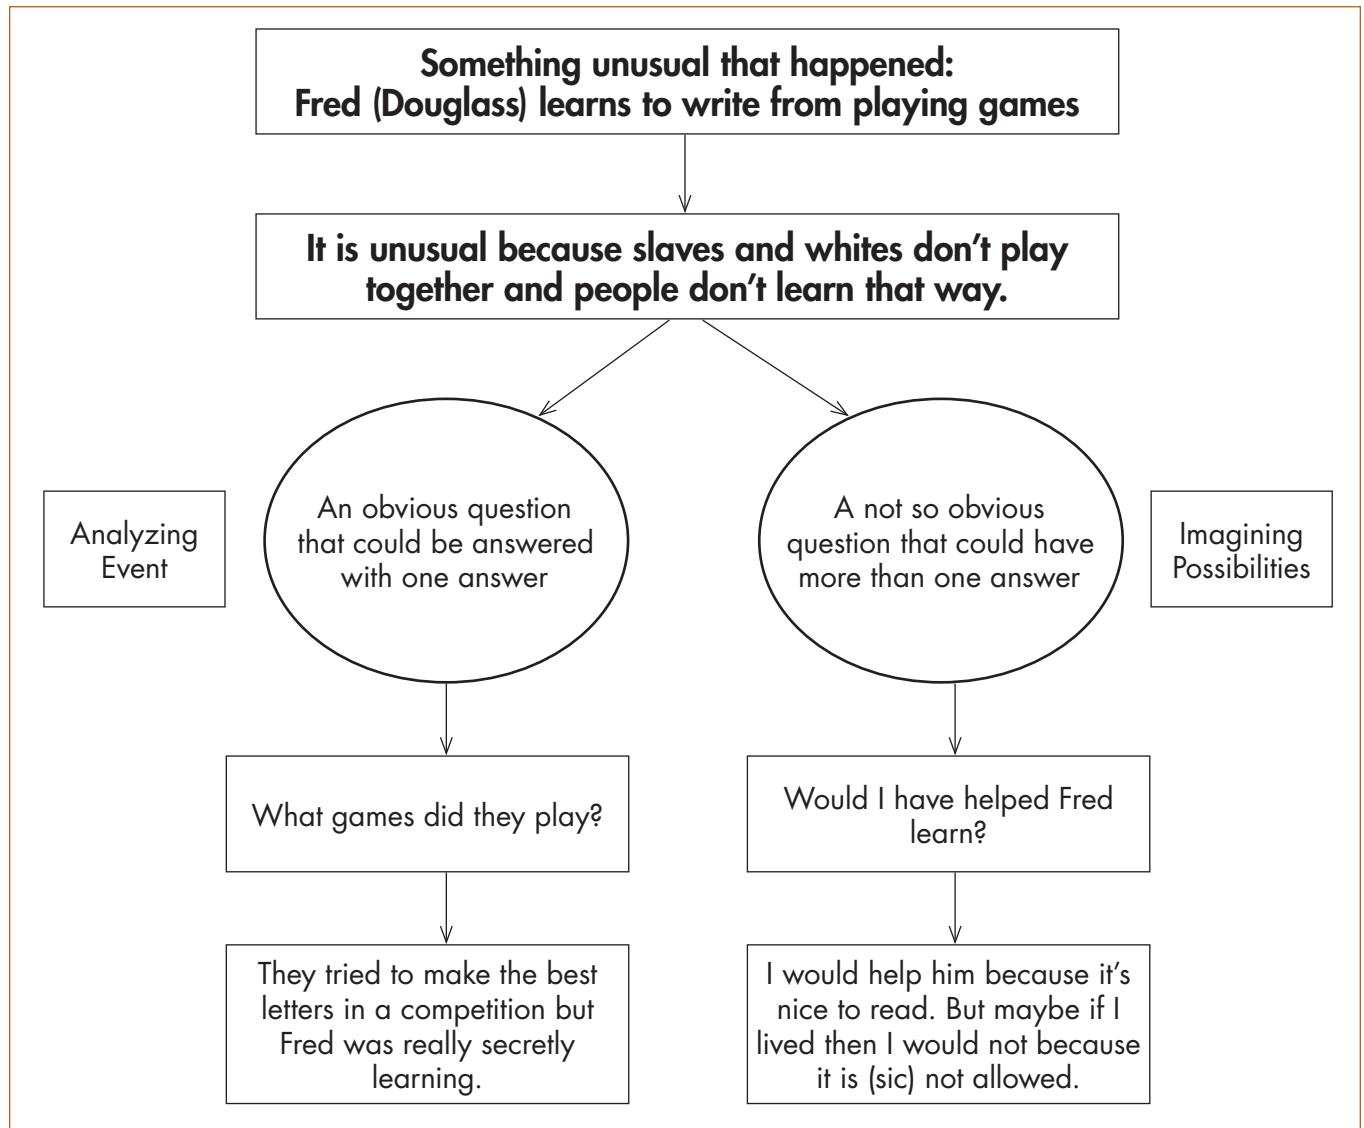 Something unusual that happened:
Fred (Douglass) learns to write from playing games
It is unusual because slaves and whites don’t play
together and people don’t learn that way.
Analyzing
Event
An obvious question
that could be answered
with one answer
A not so obvious
question that could have
more than one answer
Imagining
Possibilities
What games did they play?
Would I have helped Fred
learn?
They tried to make the best
letters in a competition but
Fred was really secretly
learning.
I would help him because it’s
nice to read. But maybe if I
lived then I would not because
it is (sic) not allowed.